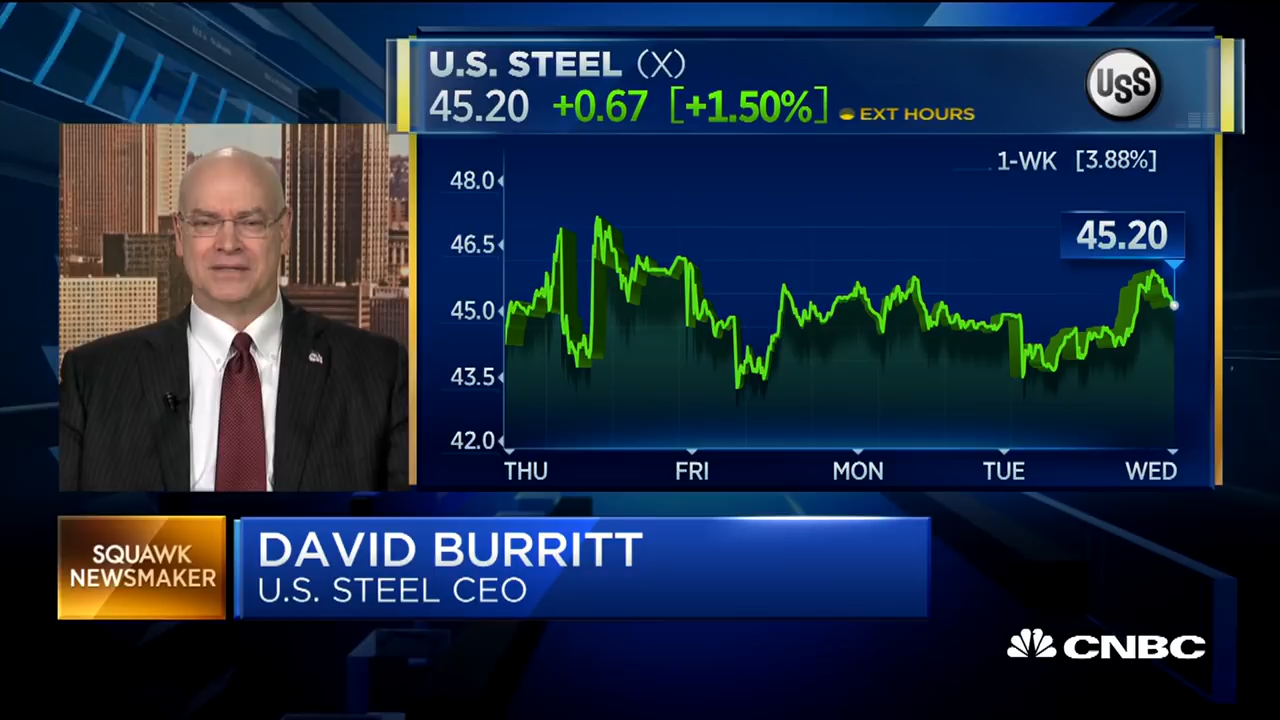 U.S. STEEL (X)
45.20 +0.67 [+1.50%] EXT HOURS
USS
1-WK [3.88%]
48.0
46.5
45.0
43.5
42.0
45.20
THU FRI MON TUE WED
SQUAWK
NEWSMAKER
DAVID BURRITT
U.S. STEEL CEO
CNBC